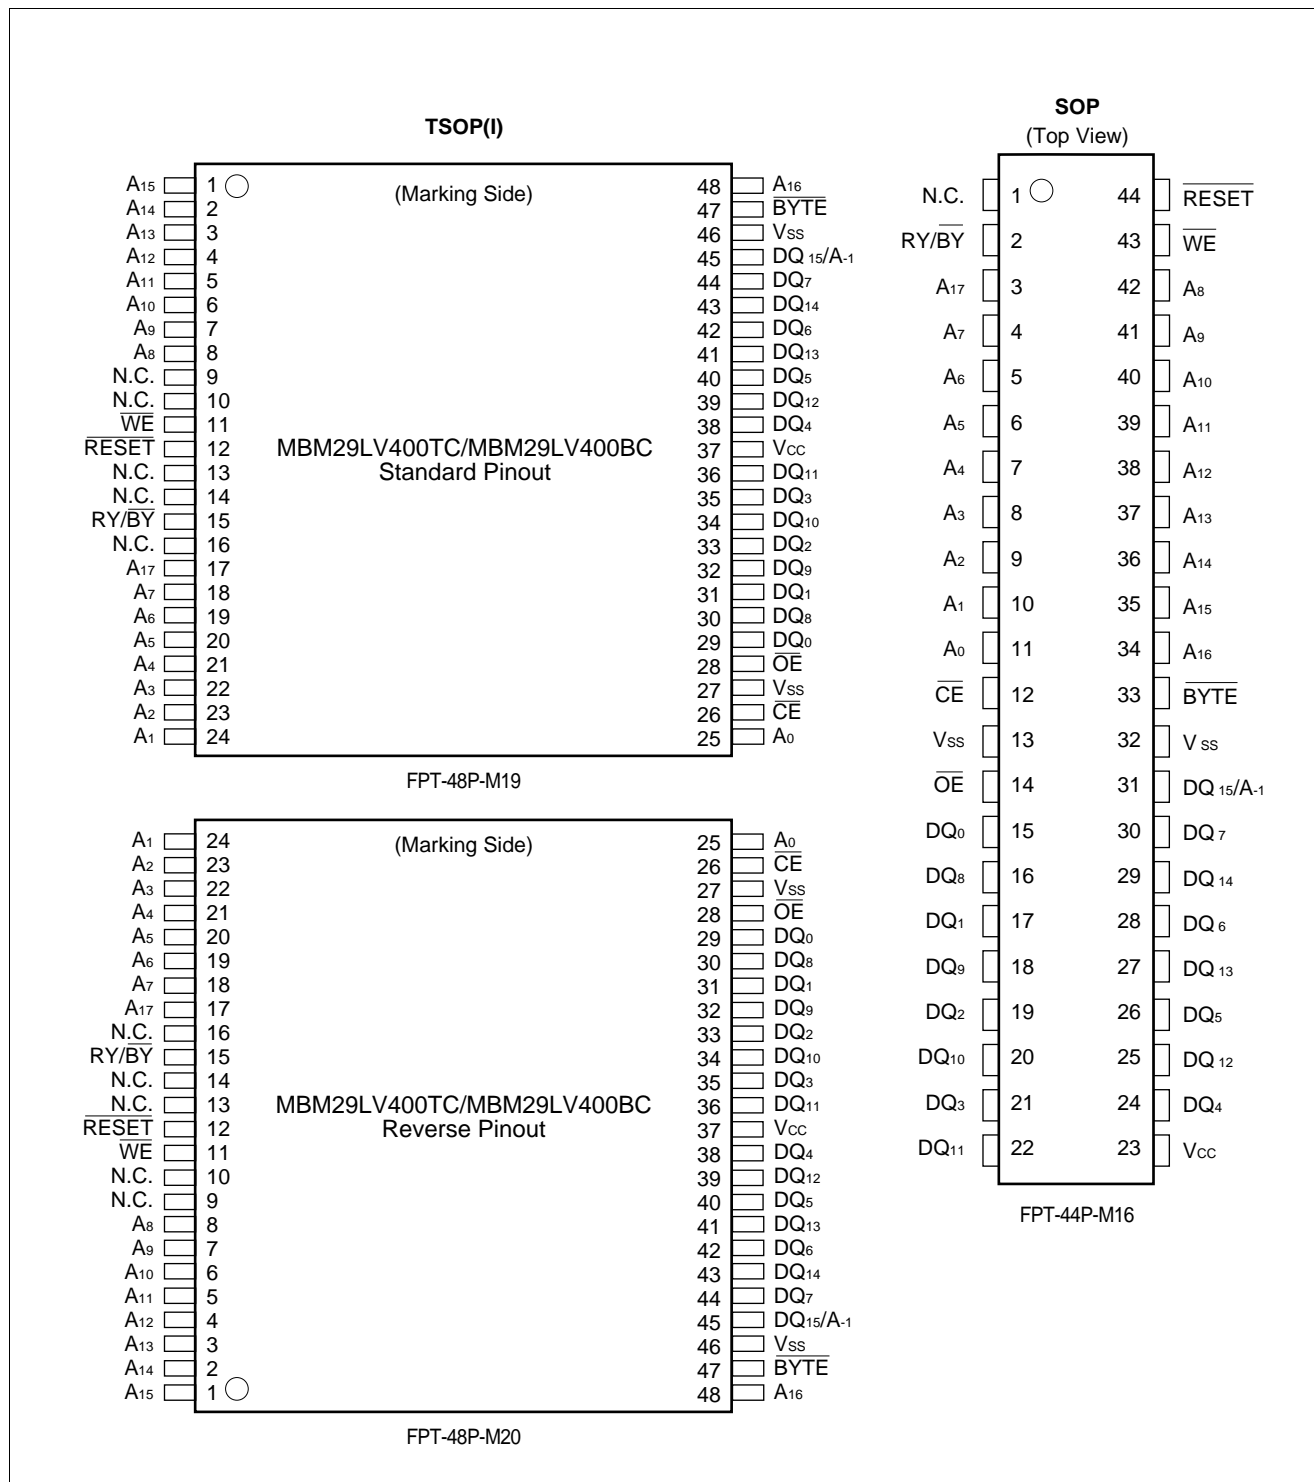 TSOP(I)
(Marking Side)
A15 1 48 A16
A14 2 47 BYTE
A13 3 46 VSS
A12 4 45 DQ 15/A-1
A11 5 44 DQ7
A10 6 43 DQ14
A9 7 42 DQ6
A8 8 41 DQ13
N.C. 9 40 DQ5
N.C. 10 39 DQ12
WE 11 38 DQ4
RESET 12 37 VCC
N.C. 13 36 DQ11
N.C. 14 35 DQ3
RY/BY 15 34 DQ10
N.C. 16 33 DQ2
A17 17 32 DQ9
A7 18 31 DQ1
A6 19 30 DQ8
A5 20 29 DQ0
A4 21 28 OE
A3 22 27 VSS
A2 23 26 CE
A1 24 25 A0
MBM29LV400TC/MBM29LV400BC
Standard Pinout
FPT-48P-M19
(Marking Side)
A1 24 25 A0
A2 23 26 CE
A3 22 27 VSS
A4 21 28 OE
A5 20 29 DQ0
A6 19 30 DQ8
A7 18 31 DQ1
A17 17 32 DQ9
N.C. 16 33 DQ2
RY/BY 15 34 DQ10
N.C. 14 35 DQ3
N.C. 13 36 DQ11
RESET 12 37 VCC
WE 11 38 DQ4
N.C. 10 39 DQ12
N.C. 9 40 DQ5
A8 8 41 DQ13
A9 7 42 DQ6
A10 6 43 DQ14
A11 5 44 DQ7
A12 4 45 DQ15/A-1
A13 3 46 VSS
A14 2 47 BYTE
A15 1 48 A16
MBM29LV400TC/MBM29LV400BC
Reverse Pinout
FPT-48P-M20
SOP
(Top View)
N.C. 1 44 RESET
RY/BY 2 43 WE
A17 3 42 A8
A7 4 41 A9
A6 5 40 A10
A5 6 39 A11
A4 7 38 A12
A3 8 37 A13
A2 9 36 A14
A1 10 35 A15
A0 11 34 A16
CE 12 33 BYTE
VSS 13 32 V SS
OE 14 31 DQ 15/A-1
DQ0 15 30 DQ 7
DQ8 16 29 DQ 14
DQ1 17 28 DQ 6
DQ9 18 27 DQ 13
DQ2 19 26 DQ5
DQ10 20 25 DQ 12
DQ3 21 24 DQ4
DQ11 22 23 VCC
FPT-44P-M16